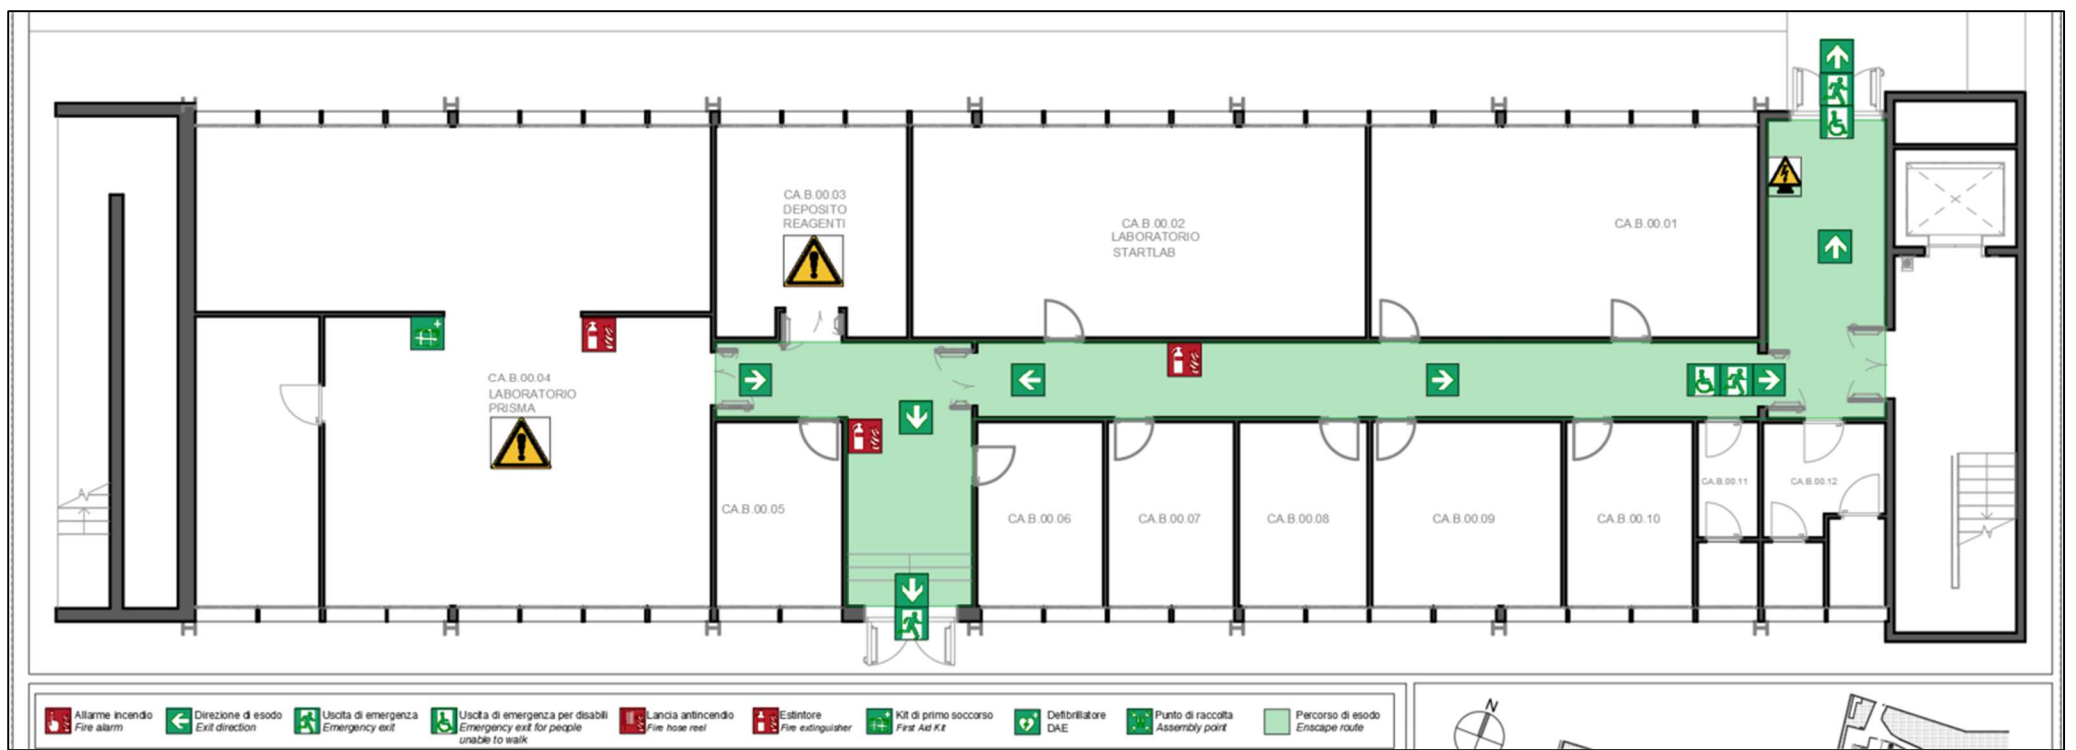 CA.B.00.03
DEPOSITO
REAGENTI
CA.B.00.02
LABORATORIO
STARTLAB
CA.B.00.01
CA.B.00.04
LABORATORIO
PRISMA
CA.B.00.05
CA.B.00.06
CA.B.00.07
CA.B.00.08
CA.B.00.09
CA.B.00.10
CA.B.00.11
CA.B.00.12
Allarme incendio
Fire alarm
Direzione di esodo
Exit direction
Uscita di emergenza
Emergency exit
Uscita di emergenza per disabili
Emergency exit for people
unable to walk
Lancia antincendio
Fire hose reel
Estintore
Fire extinguisher
Kit di primo soccorso
First Aid Kit
Defibrillatore
DAE
Punto di raccolta
Assembly point
Percorso di esodo
Enscape route
N